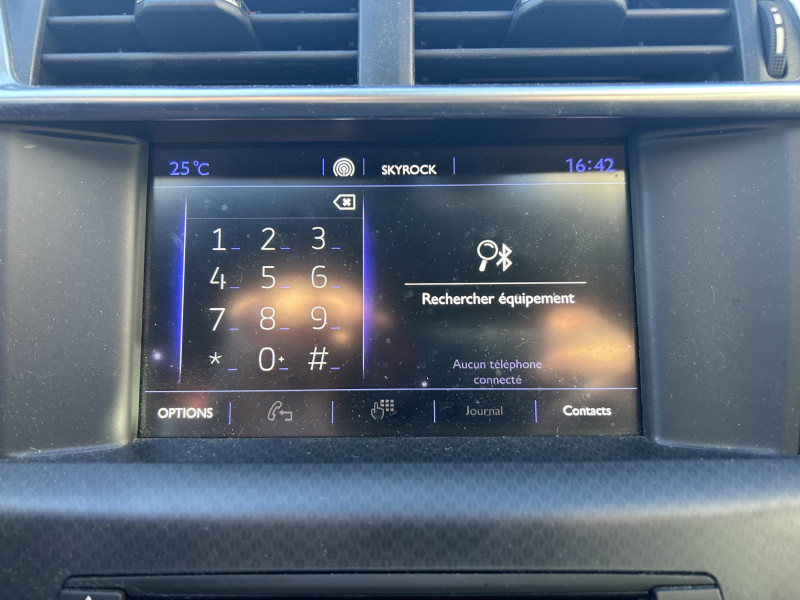 25°C SKYROCK 16:42
1 2 3
4 5 6
7 8 9
* 0+ #
Rechercher équipement
Aucun téléphone
connecté
OPTIONS Journal Contacts